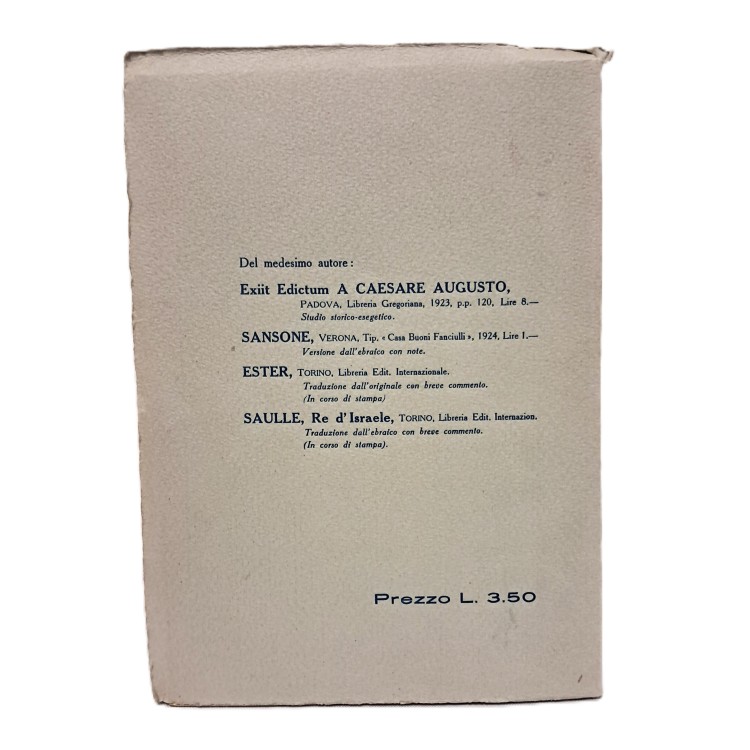 Del medesimo autore :
Exiit Edictum A CAESARE AUGUSTO,
PADOVA, Libreria Gregoriana, 1923, p.p. 120, Lire 8.—
Studio storico-esegetico.
SANSONE, VERONA, Tip. « Casa Buoni Fanciulli », 1924, Lire 1.—
Versione dall'ebraico con note.
ESTER, TORINO, Libreria Edit. Internazionale.
Traduzione dall'originale con breve commento.
(In corso di stampa)
SAULLE, Re d'Israele, TORINO, Libreria Edit. Internazion.
Traduzione dall'ebraico con breve commento.
(In corso di stampa).
Prezzo L. 3.50